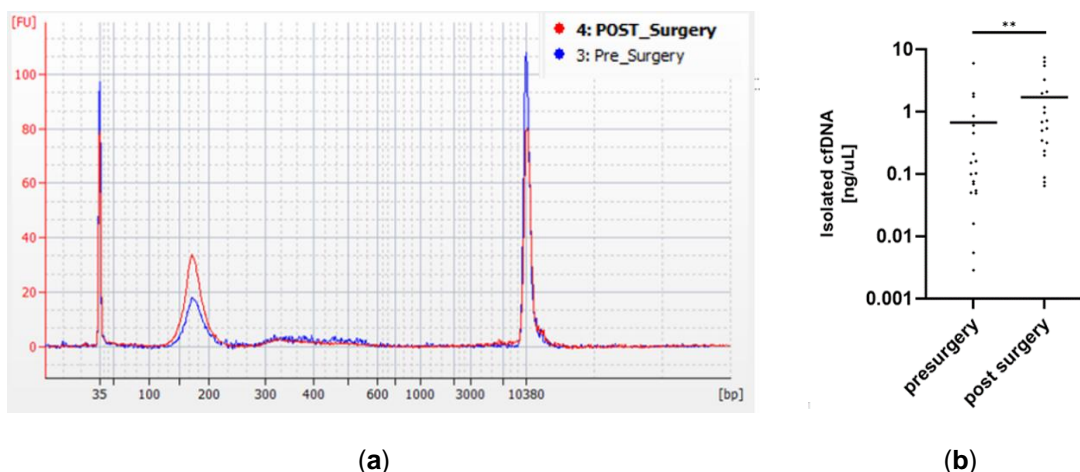 [FU]
4: POST_Surgery
3: Pre_Surgery
100
80
60
40
20
0
35 100 200 300 400 600 1000 3000 10380 [bp]
(a)
**
Isolated cfDNA
[ng/uL]
10
1
0.1
0.01
0.001
presurgery
post surgery
(b)